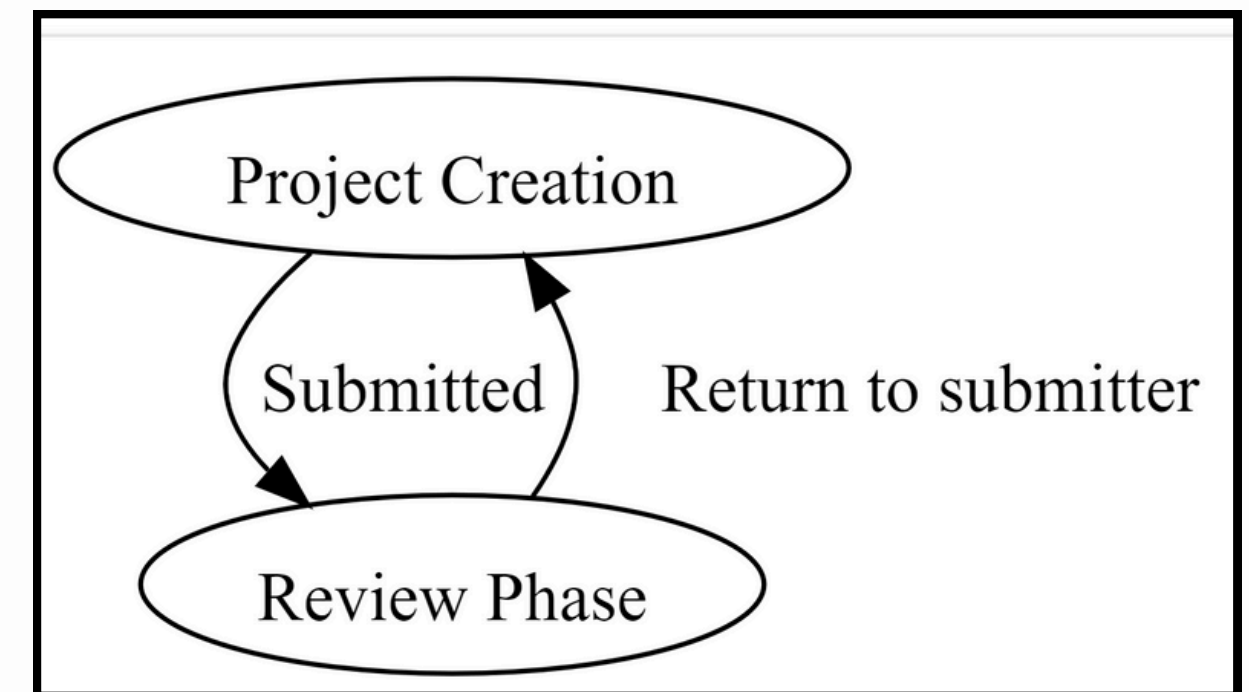 Project Creation
Submitted
Return to submitter
Review Phase